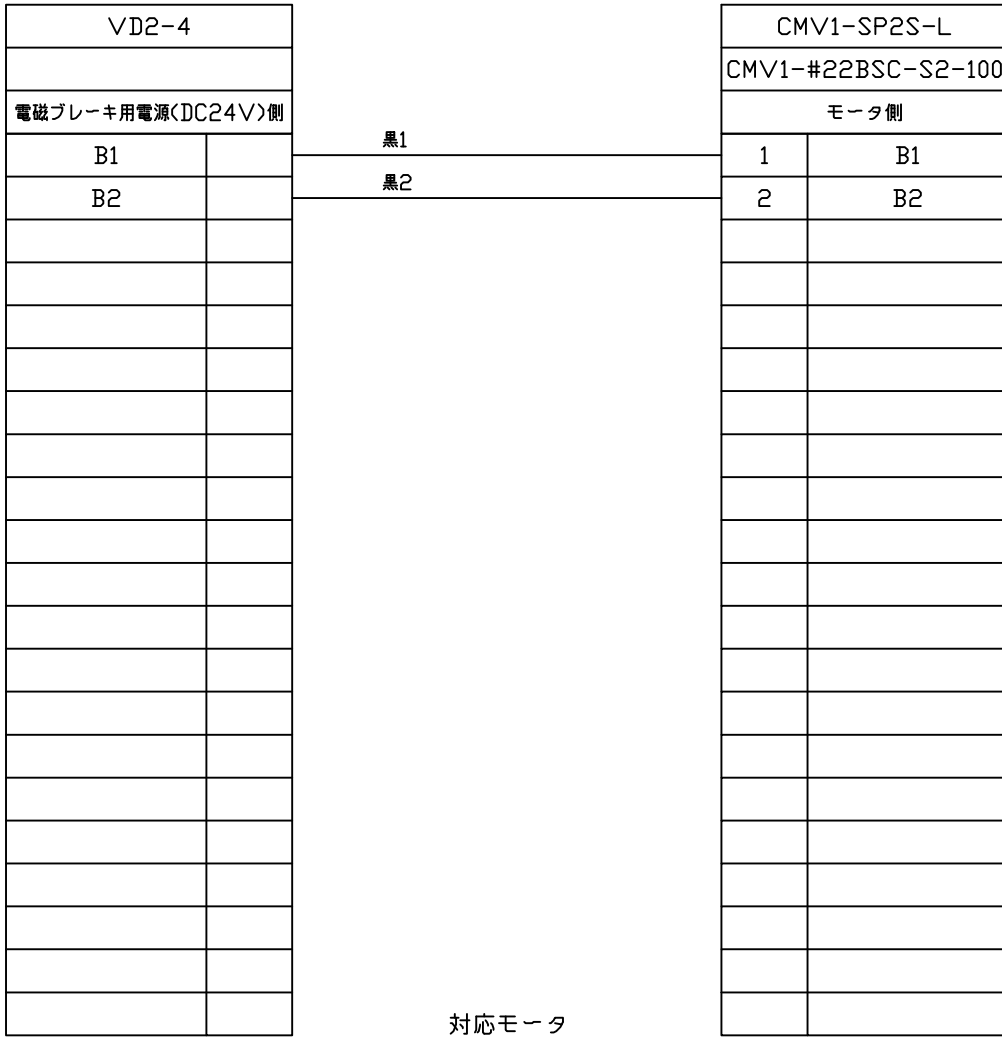 VD2-4
電磁ブレーキ用電源(DC24V)側
B1
B2
黒1
黒2
CMV1-SP2S-L
CMV1-#22BSC-S2-100
モータ側
1 B1
2 B2
対応モータ